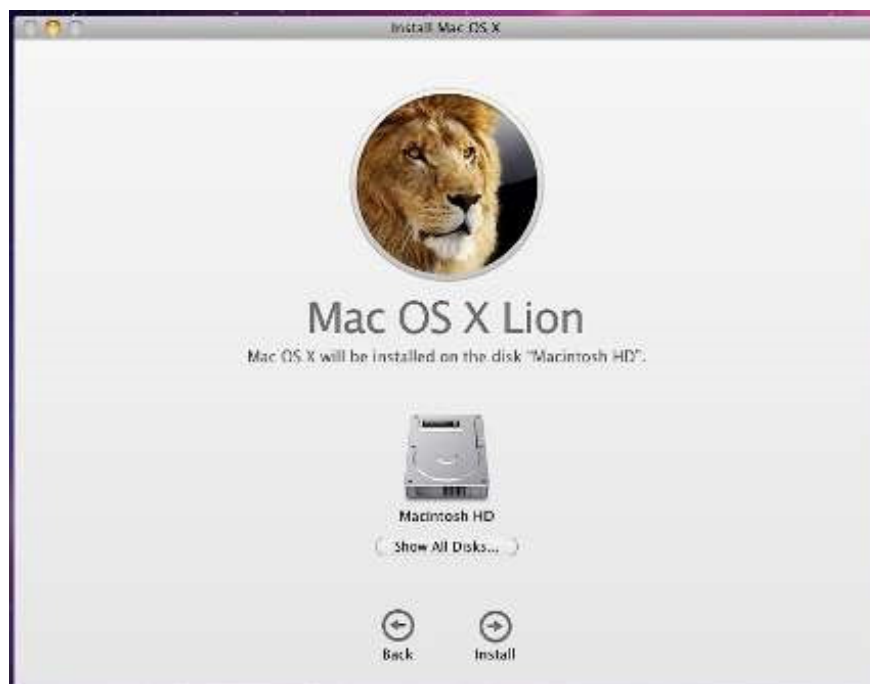 Install Mac OS X
Mac OS X Lion
Mac OS X will be installed on the disk "Macintosh HD".
Macintosh HD
Show All Disks...
Back
Install